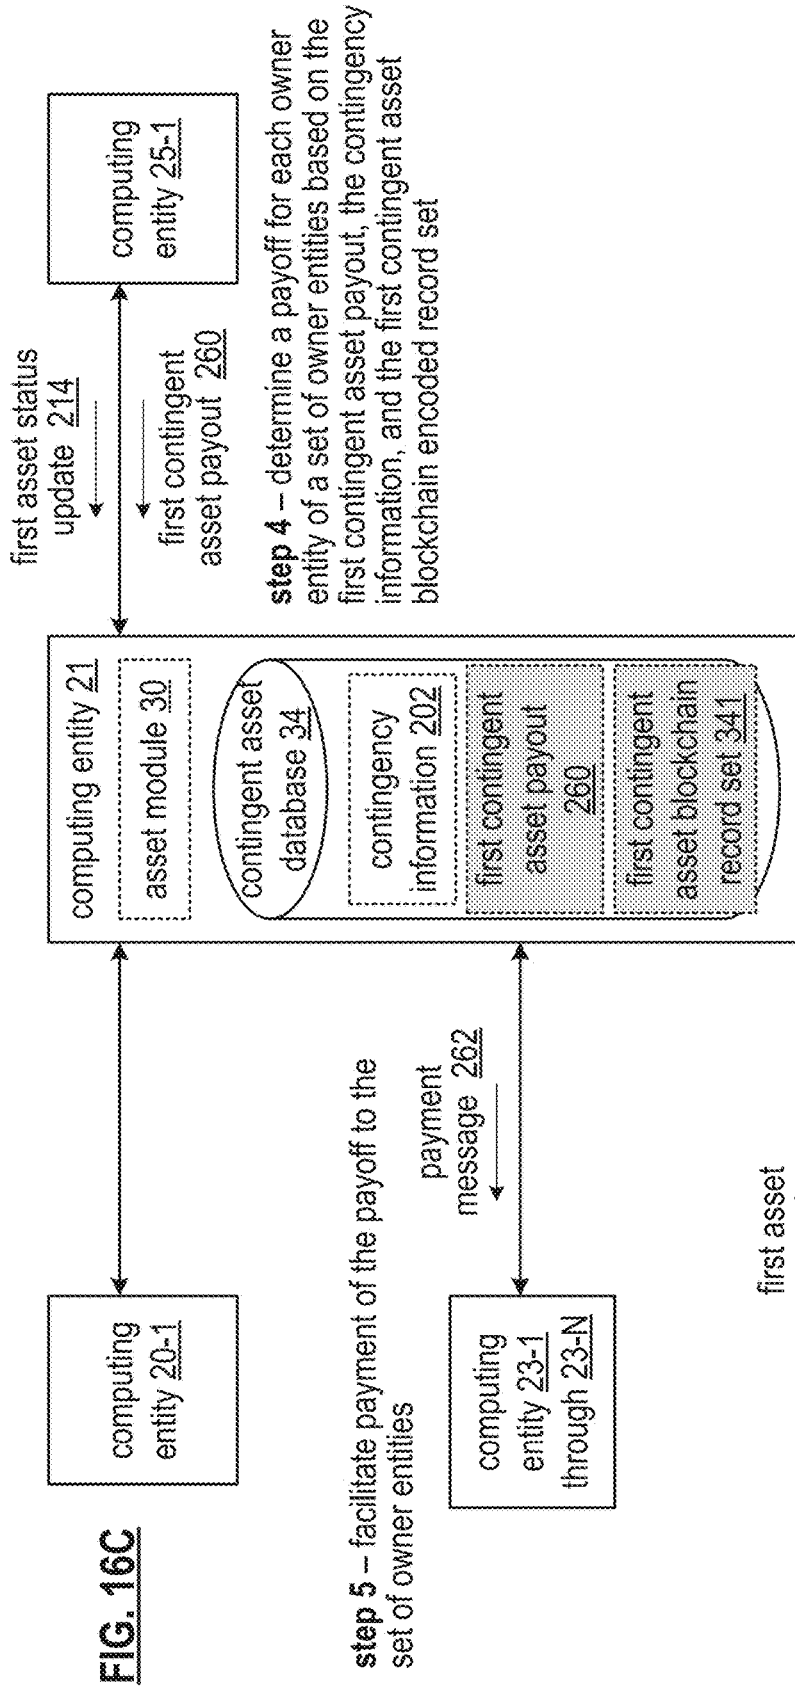 FIG. 16C
computing
entity 20-1
computing entity 21
asset module 30
first asset status
update 214
first contingent
asset payout 260
computing
entity 25-1
contingent asset
database 34
contingency
information 202
first contingent
asset payout
260
first contingent
asset blockchain
record set 341
step 4 – determine a payoff for each owner
entity of a set of owner entities based on the
first contingent asset payout, the contingency
information, and the first contingent asset
blockchain encoded record set
step 5 – facilitate payment of the payoff to the
set of owner entities
payment
message 262
computing
entity 23-1
through 23-N
first asset